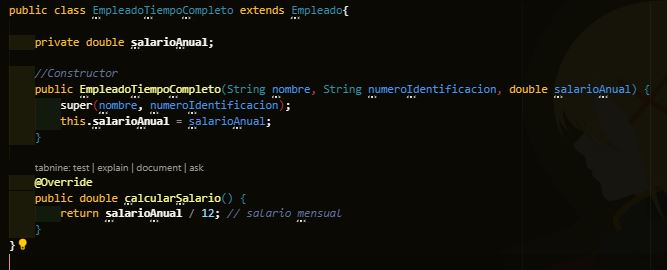 public class EmpleadoTiempoCompleto extends Empleado{
private double salarioAnual;
//Constructor
public EmpleadoTiempoCompleto(String nombre, String numeroIdentificacion, double salarioAnual) {
super(nombre, numeroIdentificacion);
this.salarioAnual = salarioAnual;
}
tabnine: test | explain | document | ask
@Override
public double calcularSalario() {
return salarioAnual / 12; // salario mensual
}
}